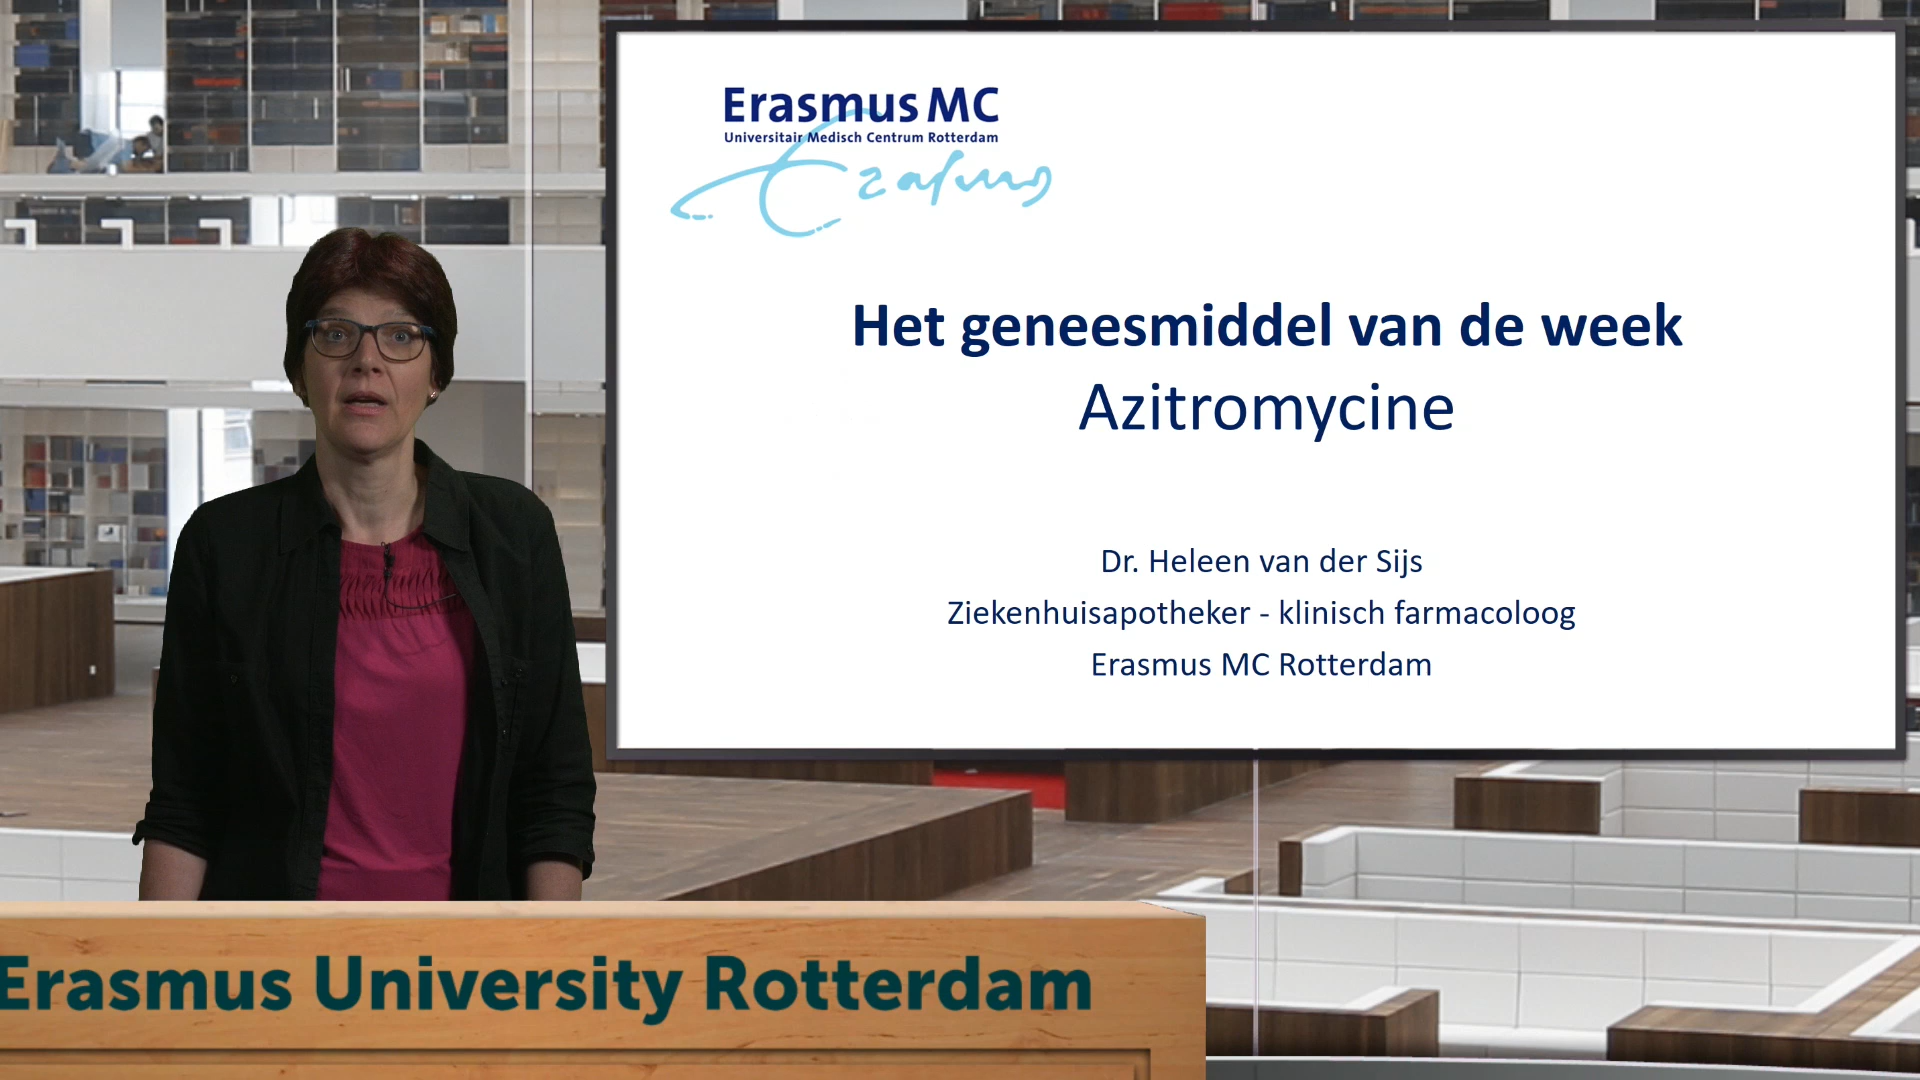 Erasmus MC
Universitair Medisch Centrum Rotterdam
Erasmus
Het geneesmiddel van de week
Azitromycine
Dr. Heleen van der Sijs
Ziekenhuisapotheker - klinisch farmacoloog
Erasmus MC Rotterdam
Erasmus University Rotterdam